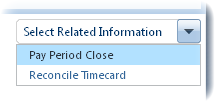 Select Related Information
Pay Period Close
Reconcile Timecard